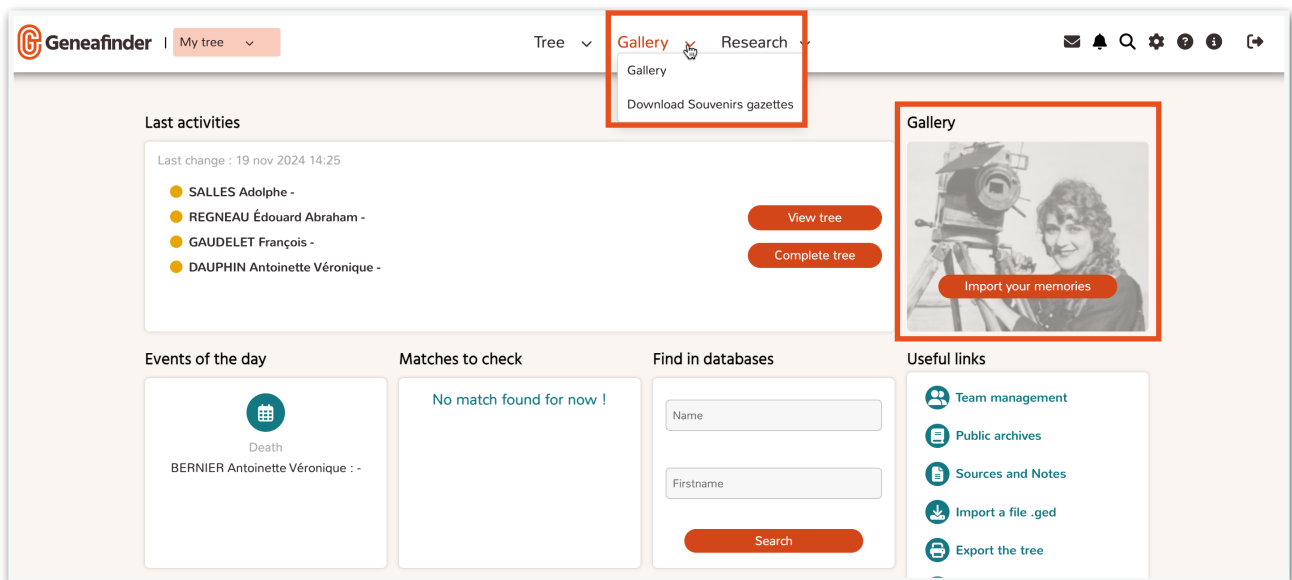 Geneafinder | My tree
Tree
Gallery
Research
Gallery
Download Souvenirs gazettes
Last activities
Last change : 19 nov 2024 14:25
SALLES Adolphe -
REGNEAU Édouard Abraham -
GAUDELET François -
DAUPHIN Antoinette Véronique -
View tree
Complete tree
Gallery
Import your memories
Events of the day
Death
BERNIER Antoinette Véronique : -
Matches to check
No match found for now !
Find in databases
Name
Firstname
Search
Useful links
Team management
Public archives
Sources and Notes
Import a file .ged
Export the tree